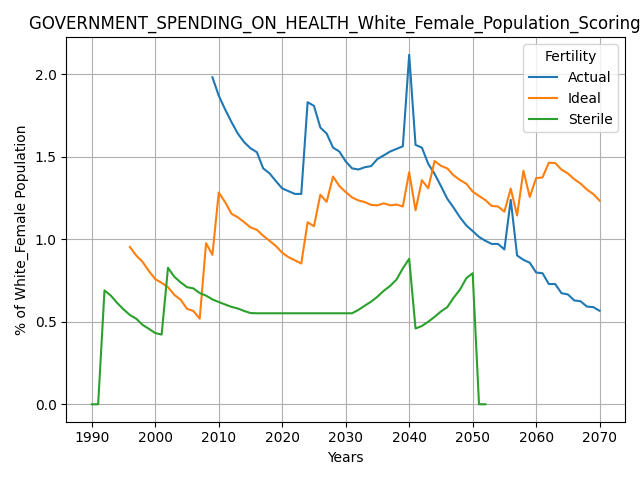 GOVERNMENT_SPENDING_ON_HEALTH_White_Female_Population_Scoring
% of White_Female Population
2.0
1.5
1.0
0.5
0.0
Fertility
Actual
Ideal
Sterile
1990 2000 2010 2020 2030 2040 2050 2060 2070
Years